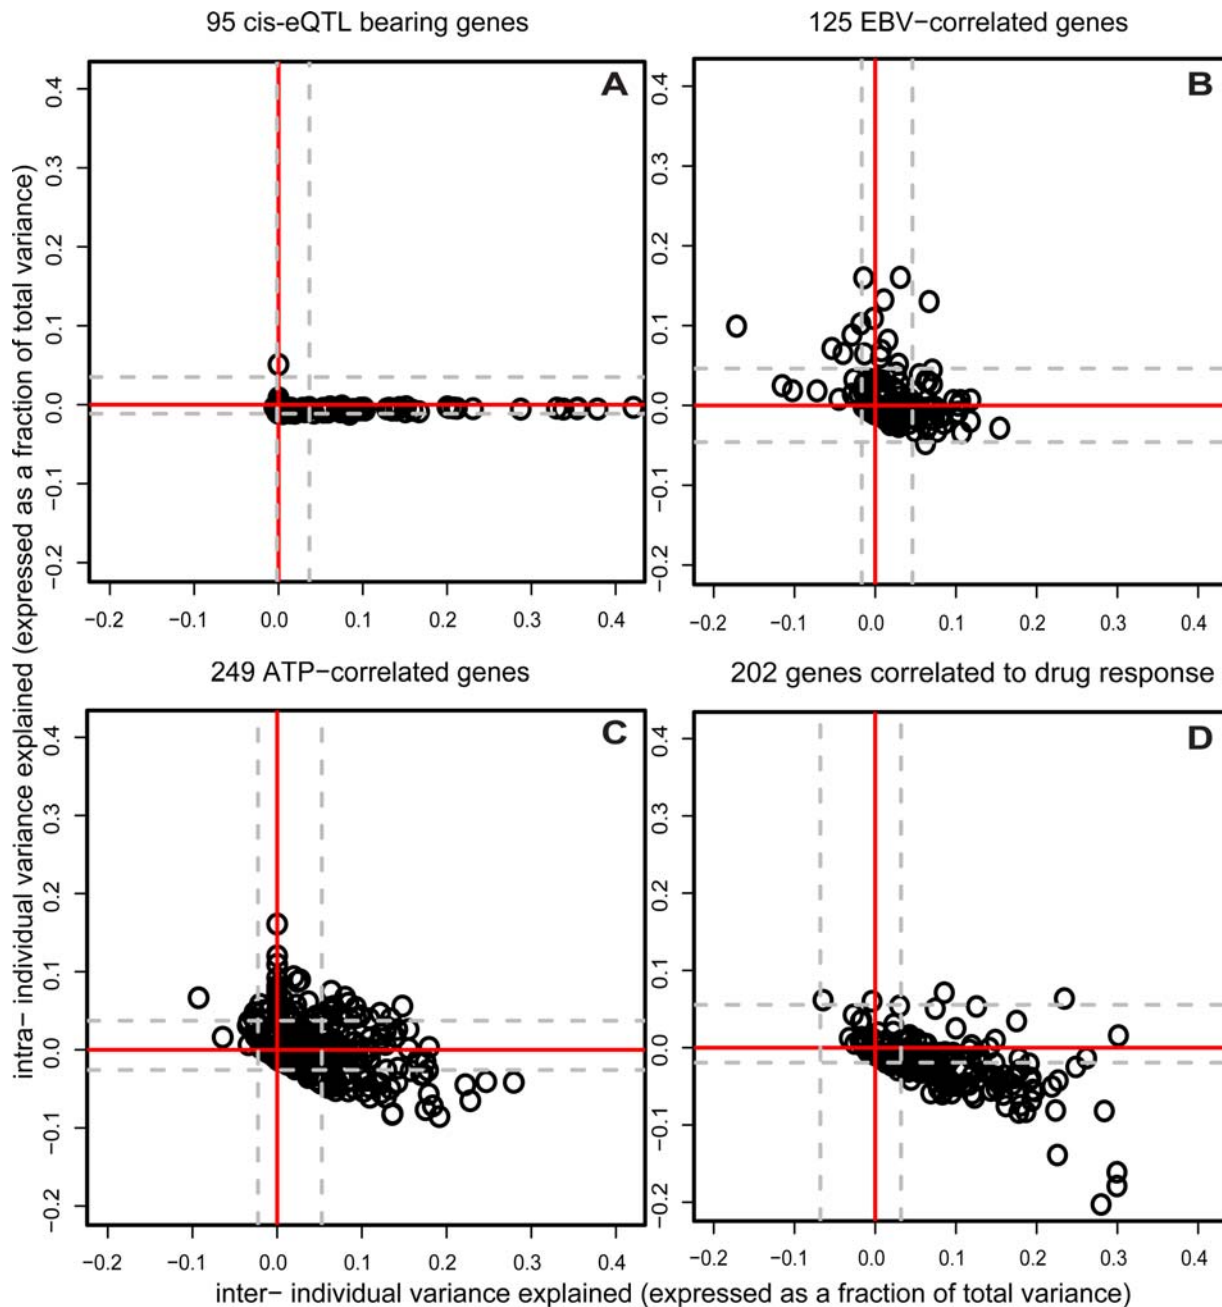 95 cis-eQTL bearing genes
125 EBV−correlated genes
A
B
0.4
0.3
0.2
0.1
0.0
−0.1
−0.2
0.4
0.3
0.2
0.1
0.0
−0.1
−0.2
−0.2 −0.1 0.0 0.1 0.2 0.3 0.4
−0.2 −0.1 0.0 0.1 0.2 0.3 0.4
249 ATP−correlated genes
202 genes correlated to drug response
C
D
0.4
0.3
0.2
0.1
0.0
−0.1
−0.2
0.4
0.3
0.2
0.1
0.0
−0.1
−0.2
−0.2 −0.1 0.0 0.1 0.2 0.3 0.4
−0.2 −0.1 0.0 0.1 0.2 0.3 0.4
intra− individual variance explained (expressed as a fraction of total variance)
inter− individual variance explained (expressed as a fraction of total variance)